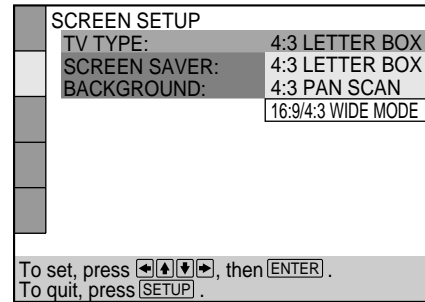 SCREEN SETUP
TV TYPE: 4:3 LETTER BOX
SCREEN SAVER: 4:3 LETTER BOX
BACKGROUND: 4:3 PAN SCAN
16:9/4:3 WIDE MODE
To set, press ←↑↓→, then ENTER .
To quit, press SETUP .